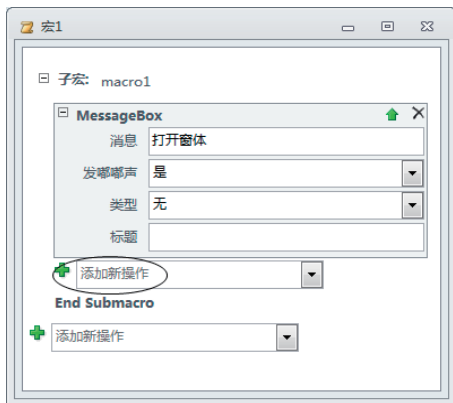 宏1
子宏: macro1
MessageBox
消息 打开窗体
发嘟嘟声 是
类型 无
标题
添加新操作
End Submacro
添加新操作